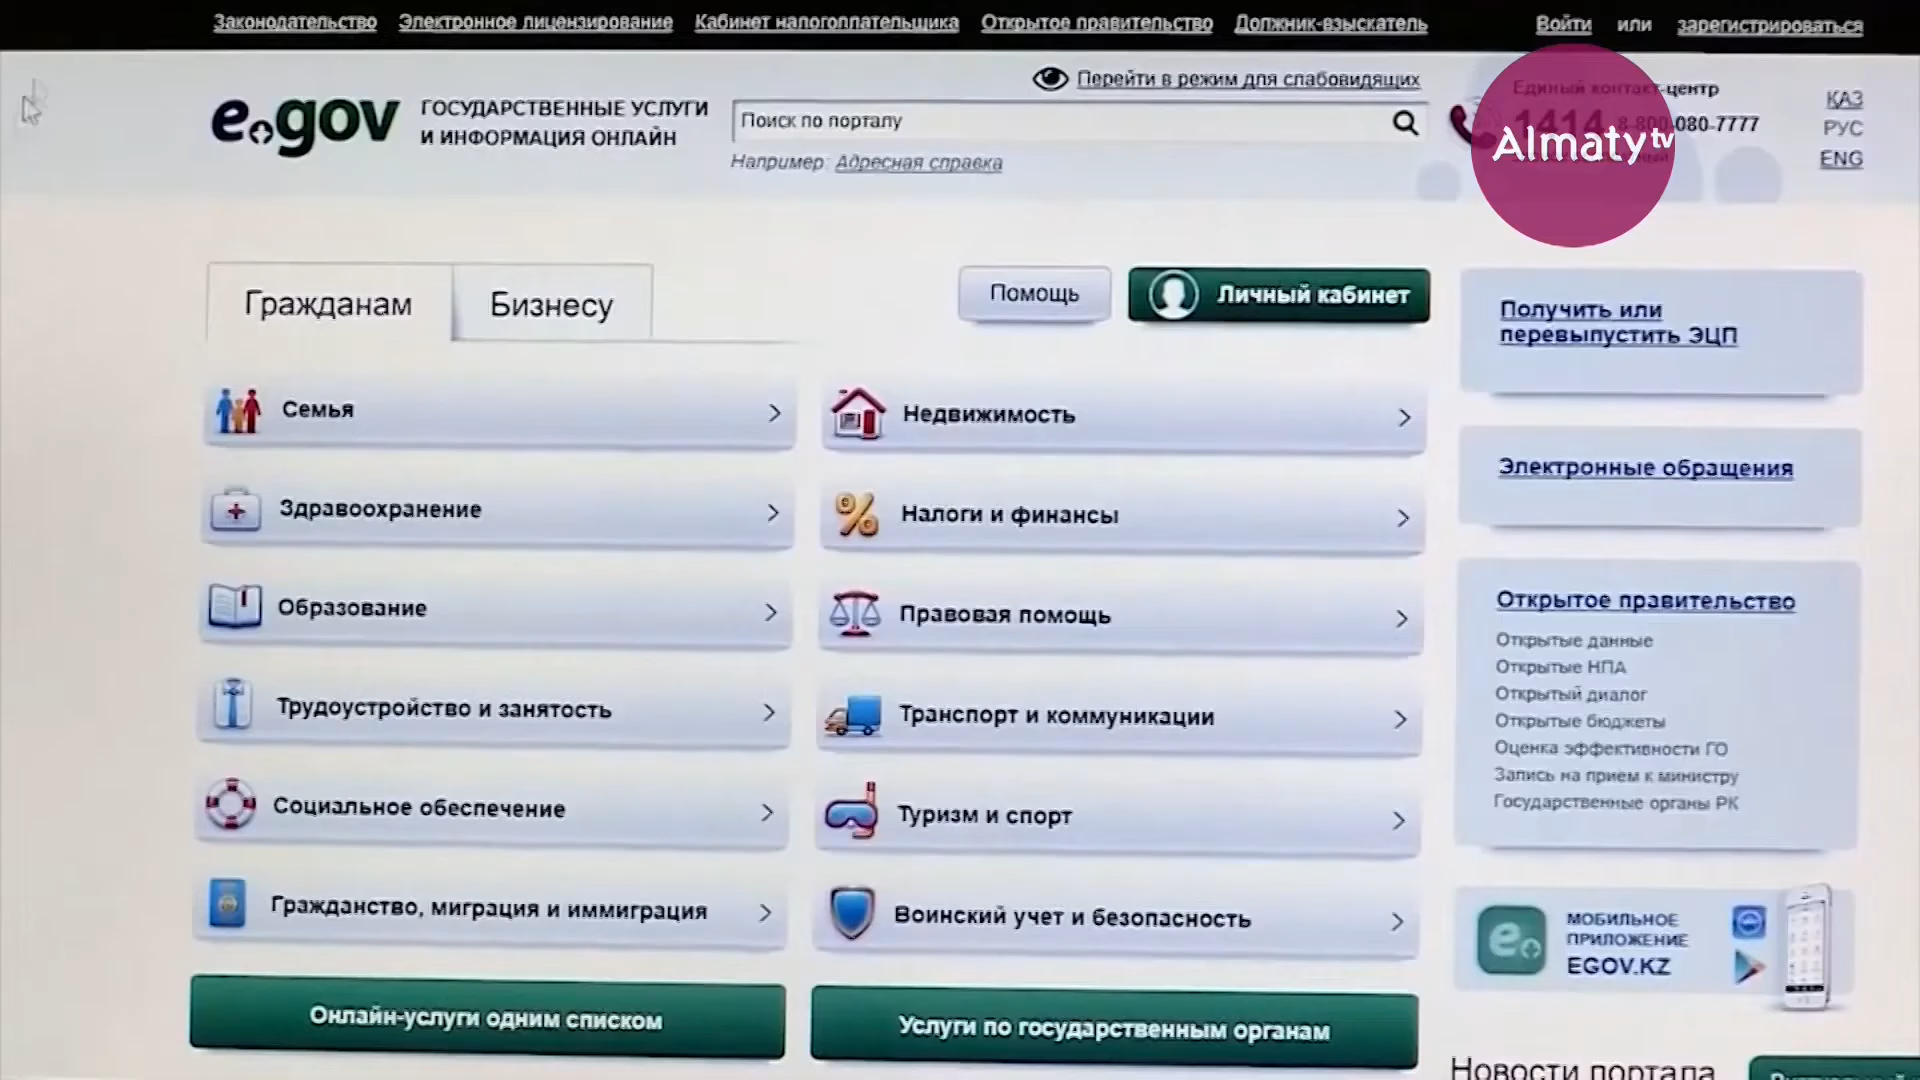 Законодательство Электронное лицензирование Кабинет налогоплательщика Открытое правительство Должник-взыскатель Войти или зарегистрироваться
Перейти в режим для слабовидящих
e.gov ГОСУДАРСТВЕННЫЕ УСЛУГИ
И ИНФОРМАЦИЯ ОНЛАЙН
Поиск по порталу
Например: Адресная справка
Единый контакт-центр
1414 8-800-080-7777
Almaty tv
ҚАЗ
РУС
ENG
Гражданам
Бизнесу
Помощь
Личный кабинет
Семья
Здравоохранение
Образование
Трудоустройство и занятость
Социальное обеспечение
Гражданство, миграция и иммиграция
Онлайн-услуги одним списком
Недвижимость
Налоги и финансы
Правовая помощь
Транспорт и коммуникации
Туризм и спорт
Воинский учет и безопасность
Услуги по государственным органам
Получить или
перевыпустить ЭЦП
Электронные обращения
Открытое правительство
Открытые данные
Открытые НПА
Открытый диалог
Открытые бюджеты
Оценка эффективности ГО
Запись на прием к министру
Государственные органы РК
МОБИЛЬНОЕ
ПРИЛОЖЕНИЕ
EGOV.KZ
Новости портала